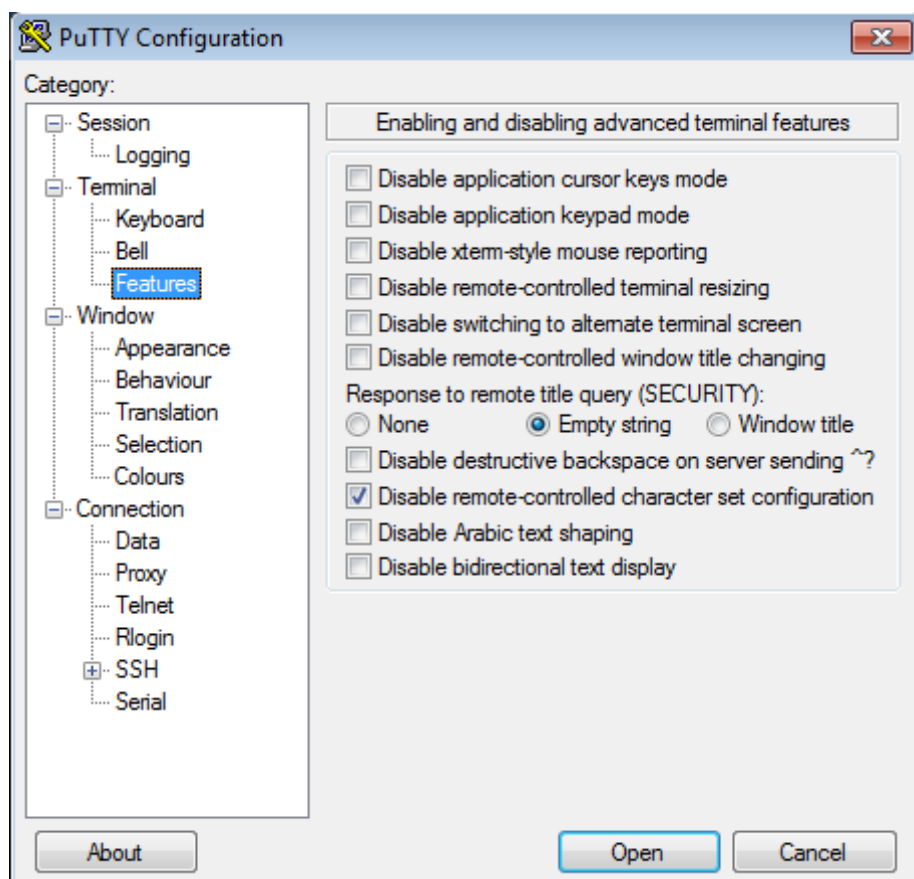 PuTTY Configuration
Category:
Session
Logging
Terminal
Keyboard
Bell
Features
Window
Appearance
Behaviour
Translation
Selection
Colours
Connection
Data
Proxy
Telnet
Rlogin
SSH
Serial
Enabling and disabling advanced terminal features
Disable application cursor keys mode
Disable application keypad mode
Disable xterm-style mouse reporting
Disable remote-controlled terminal resizing
Disable switching to alternate terminal screen
Disable remote-controlled window title changing
Response to remote title query (SECURITY):
None Empty string Window title
Disable destructive backspace on server sending ^?
Disable remote-controlled character set configuration
Disable Arabic text shaping
Disable bidirectional text display
About Open Cancel